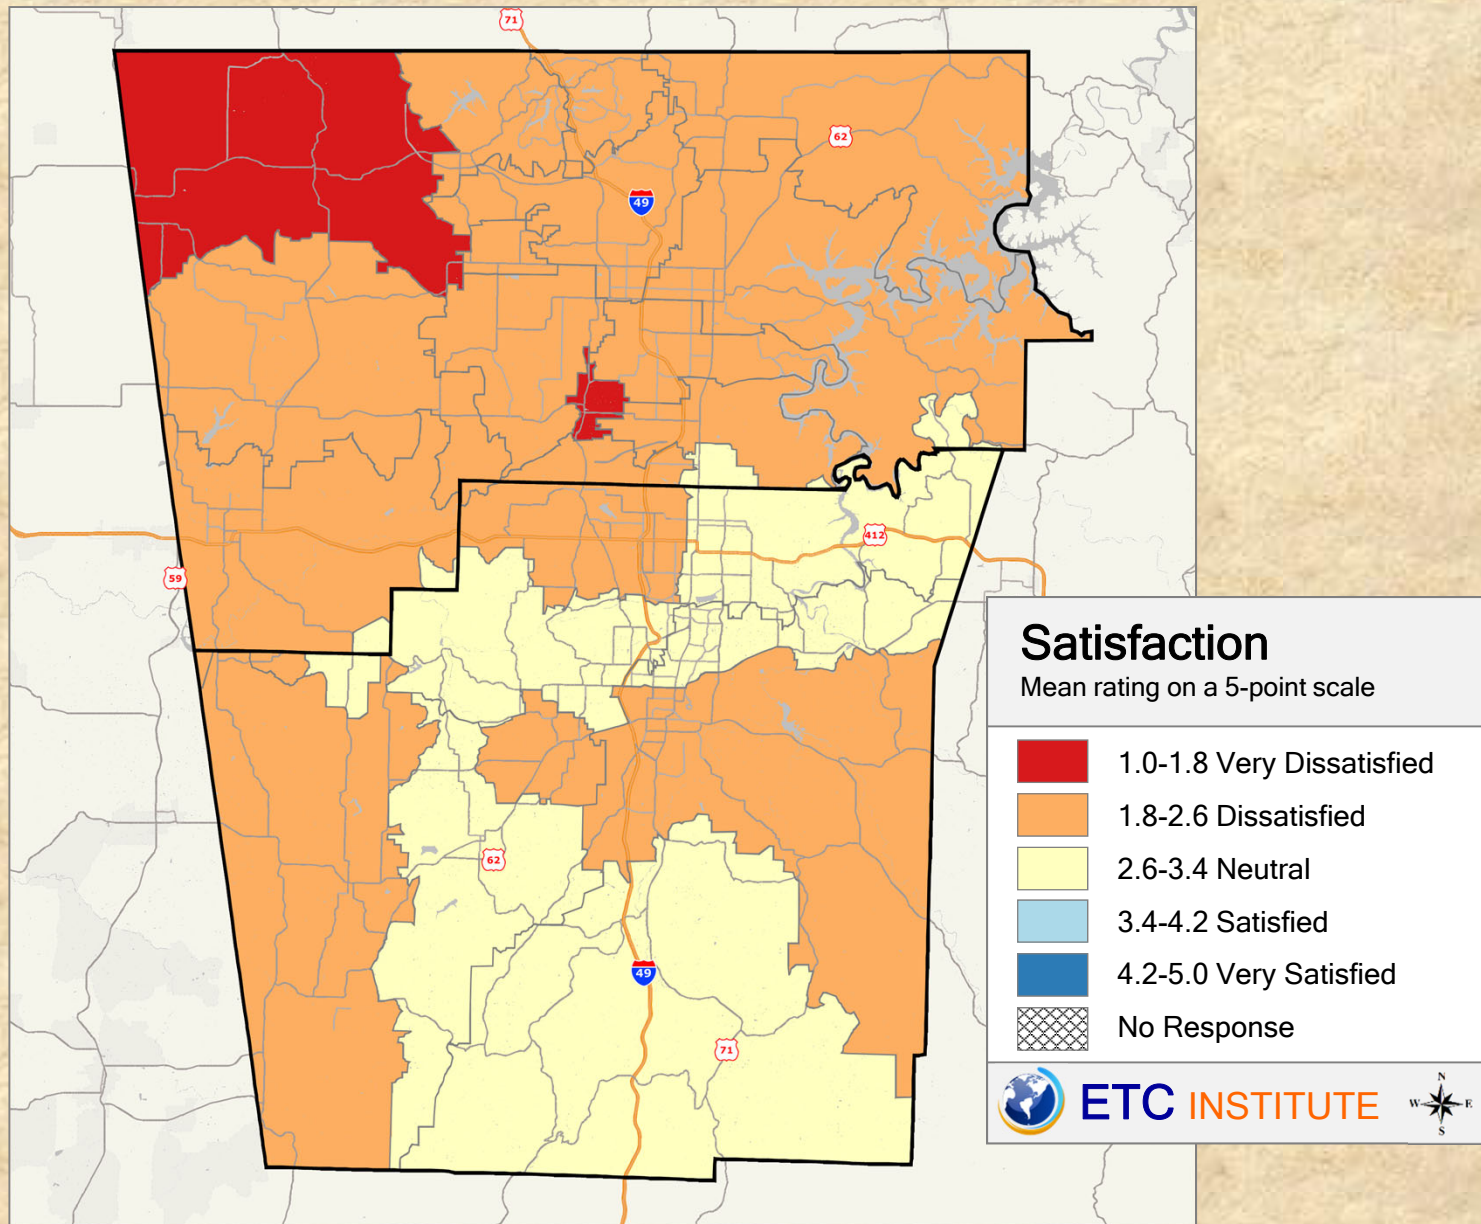 71
62
49
412
59
62
49
71
Satisfaction
Mean rating on a 5-point scale
1.0-1.8 Very Dissatisfied
1.8-2.6 Dissatisfied
2.6-3.4 Neutral
3.4-4.2 Satisfied
4.2-5.0 Very Satisfied
No Response
ETC INSTITUTE
N
W E
S